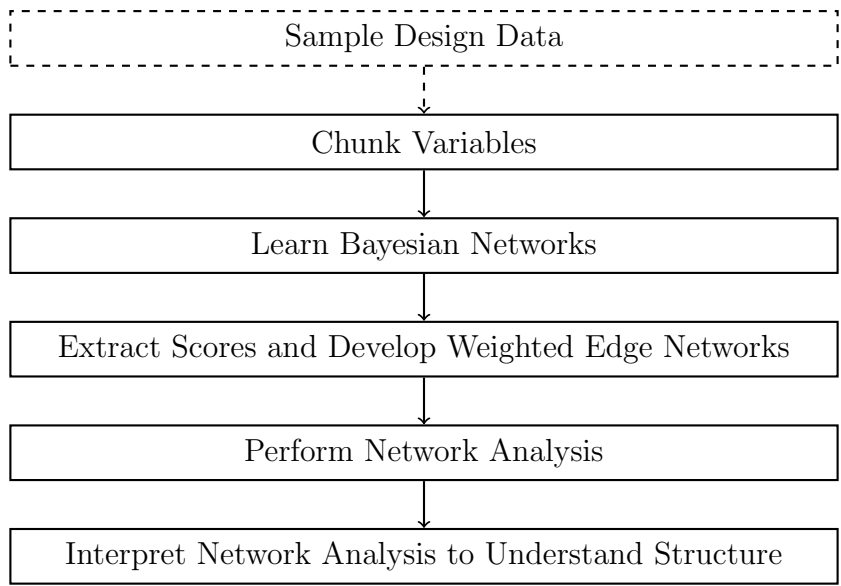 Sample Design Data
Chunk Variables
Learn Bayesian Networks
Extract Scores and Develop Weighted Edge Networks
Perform Network Analysis
Interpret Network Analysis to Understand Structure